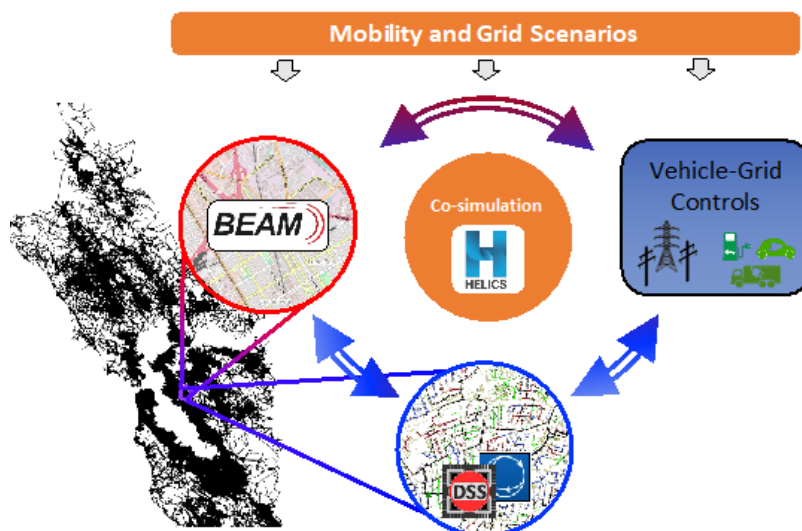 Mobility and Grid Scenarios
BEAM
Co-simulation
HELICS
Vehicle-Grid
Controls
DSS